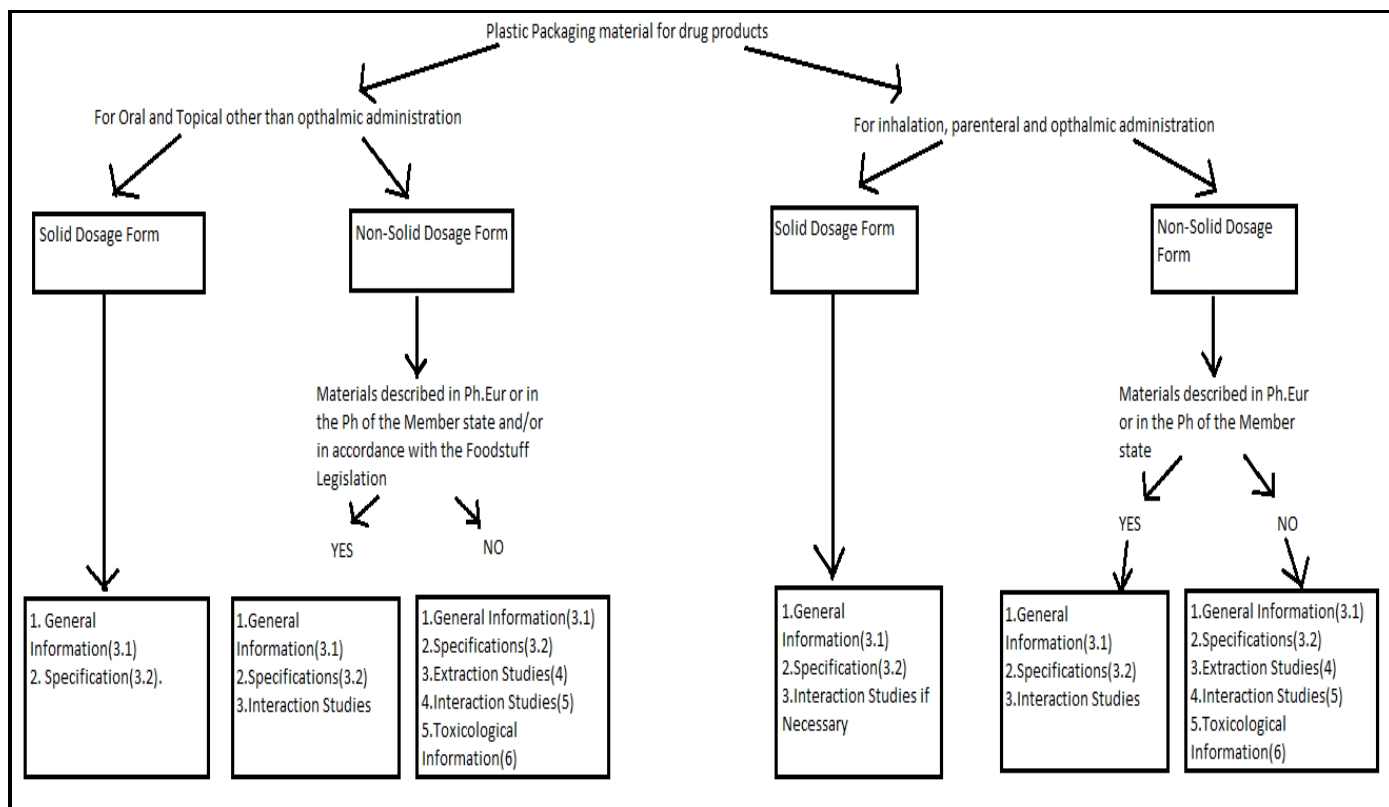 Plastic Packaging material for drug products
For Oral and Topical other than opthalmic administration
For inhalation, parenteral and opthalmic administration
Solid Dosage Form
Non-Solid Dosage Form
Solid Dosage Form
Non-Solid Dosage
Form
Materials described in Ph.Eur or in
the Ph of the Member state and/or
in accordance with the Foodstuff
Legislation
Materials described in Ph.Eur
or in the Ph of the Member
state
YES
NO
YES
NO
1. General
Information(3.1)
2. Specification(3.2).
1.General
Information(3.1)
2.Specifications(3.2)
3.Interaction Studies
1.General Information(3.1)
2.Specifications(3.2)
3.Extraction Studies(4)
4.Interaction Studies(5)
5.Toxicological
Information(6)
1.General
Information(3.1)
2.Specification(3.2)
3.Interaction Studies if
Necessary
1.General
Information(3.1)
2.Specifications(3.2)
3.Interaction Studies
1.General Information(3.1)
2.Specifications(3.2)
3.Extraction Studies(4)
4.Interaction Studies(5)
5.Toxicological
Information(6)